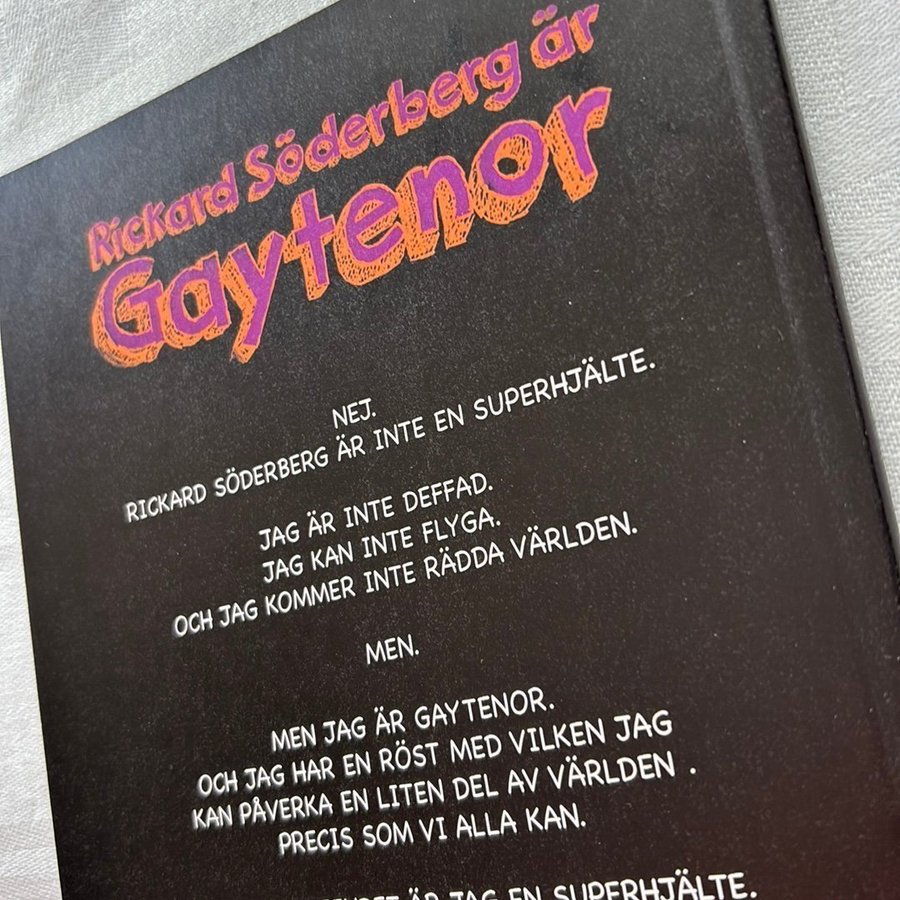 Rickard Söderberg är
Gaytenor
NEJ.
RICKARD SÖDERBERG ÄR INTE EN SUPERHJÄLTE.
JAG ÄR INTE DEFFAD.
JAG KAN INTE FLYGA.
OCH JAG KOMMER INTE RÄDDA VÄRLDEN.
MEN.
MEN JAG ÄR GAYTENOR.
OCH JAG HAR EN RÖST MED VILKEN JAG
KAN PÅVERKA EN LITEN DEL AV VÄRLDEN .
PRECIS SOM VI ALLA KAN.
ÄR JAG EN SUPERHJÄLTE.